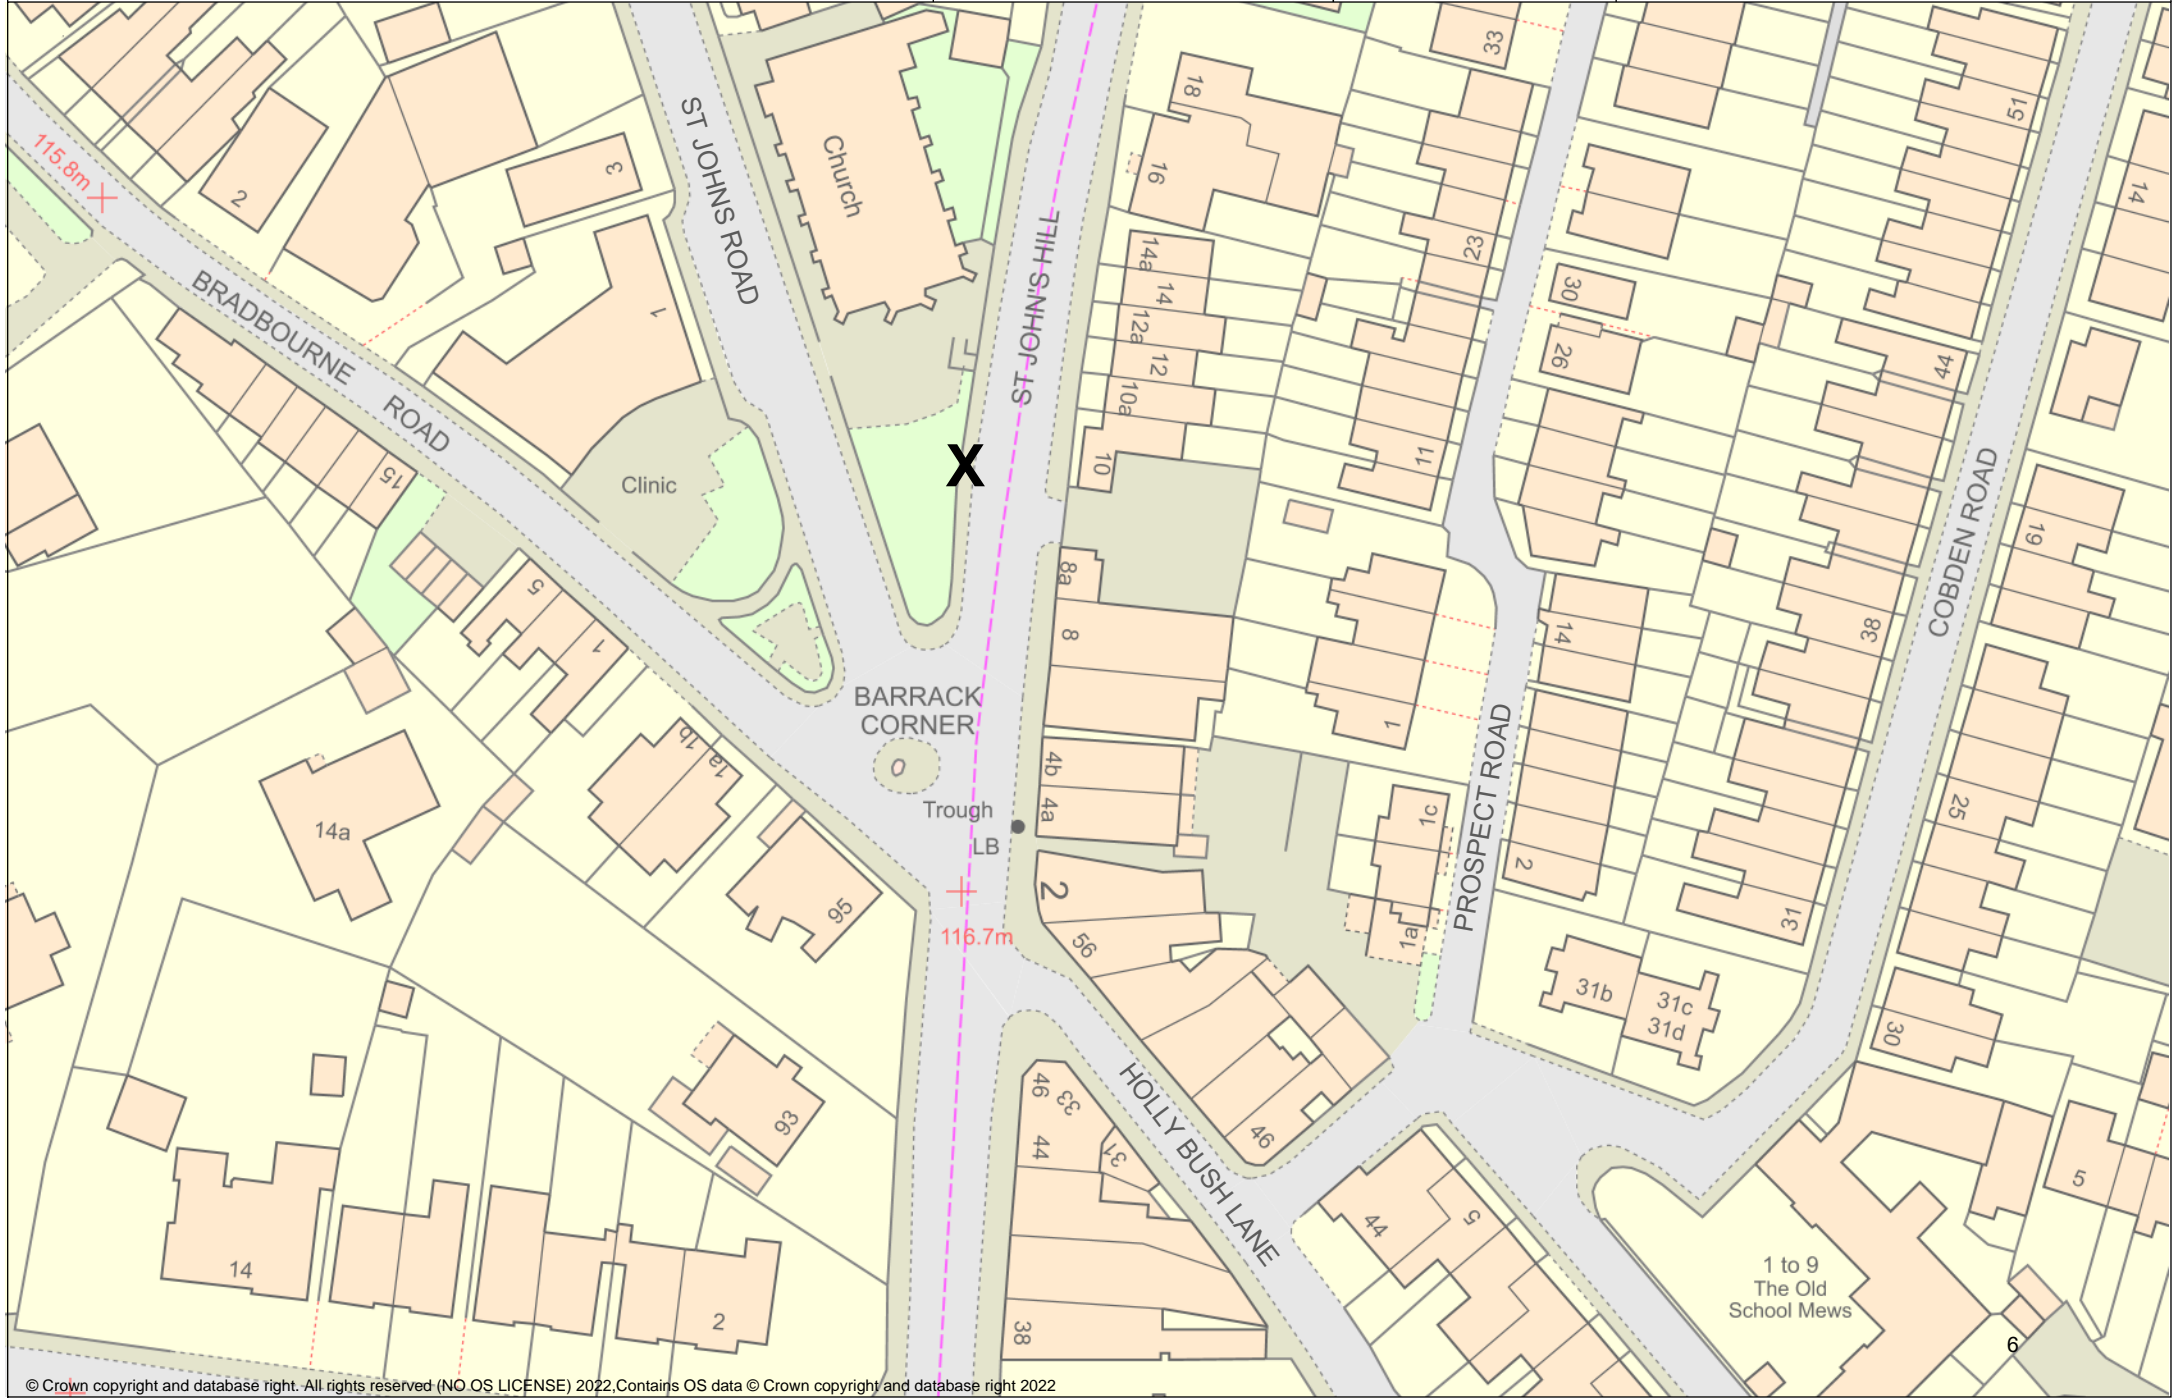 33
18
51
115.8m
2
3
ST JOHNS ROAD
Church
16
14
23
14a
14
12a
12
10a
10
ST JOHN'S HILL
30
26
44
BRADBOURNE
ROAD
1
15
Clinic
X
11
COBDEN ROAD
19
5
1
8a
8
14
38
1b
1a
BARRACK
CORNER
4b
4a
1
PROSPECT ROAD
25
Trough
LB
14a
1c
2
2
95
56
1a
31
116.7m
31b
31c
31d
30
93
46
33
44
31
HOLLY BUSH LANE
46
44
5
5
14
2
38
1 to 9
The Old
School Mews
6
© Crown copyright and database right. All rights reserved (NO OS LICENSE) 2022,Contains OS data © Crown copyright and database right 2022